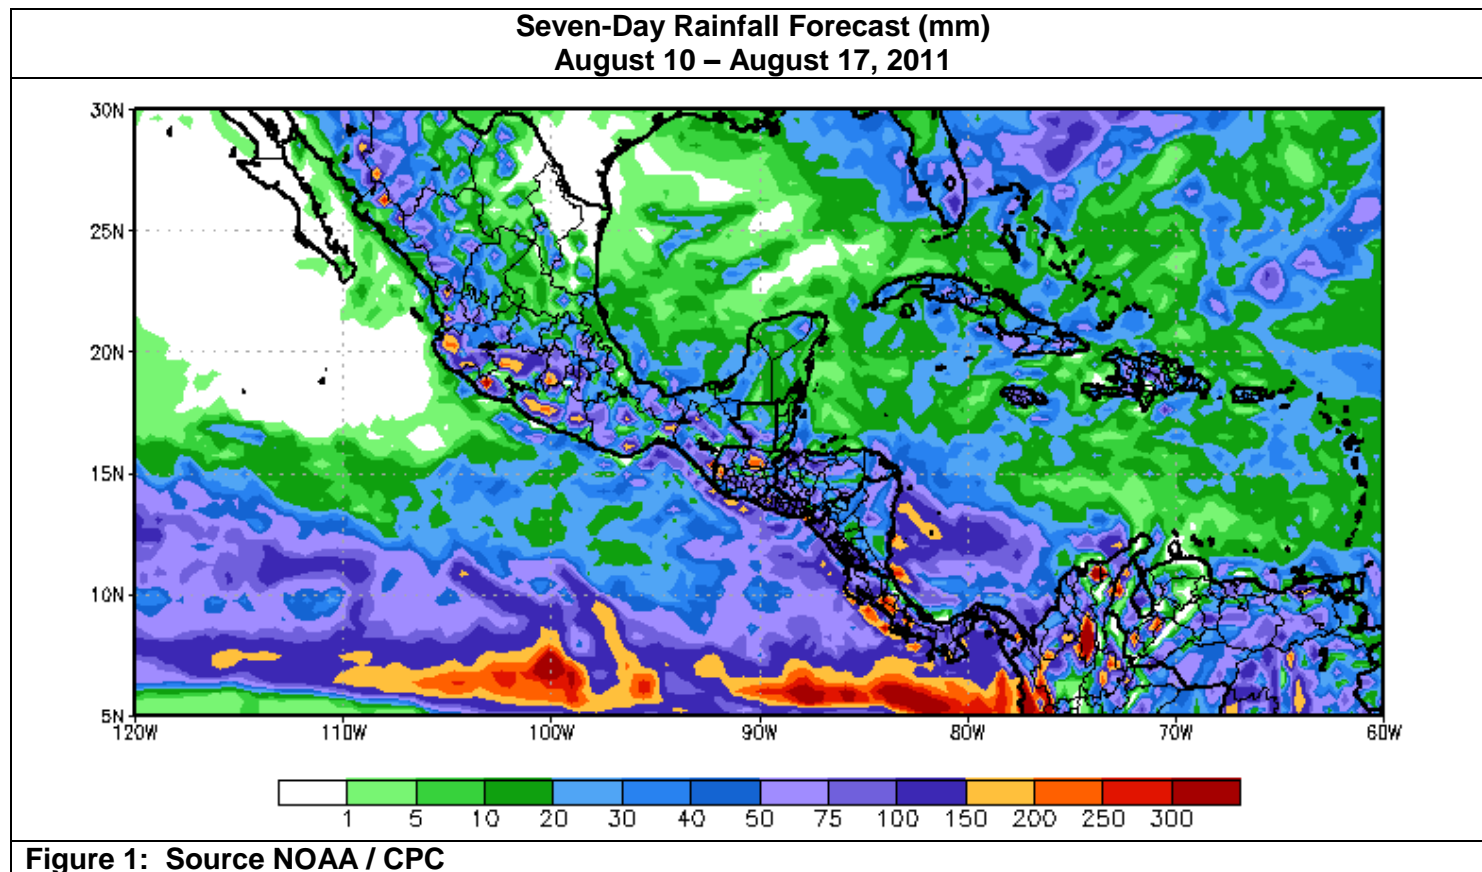 Seven-Day Rainfall Forecast (mm)
August 10 – August 17, 2011
30N
25N
20N
15N
10N
5N
120W 110W 100W 90W 80W 70W 60W
1 5 10 20 30 40 50 75 100 150 200 250 300
Figure 1: Source NOAA / CPC